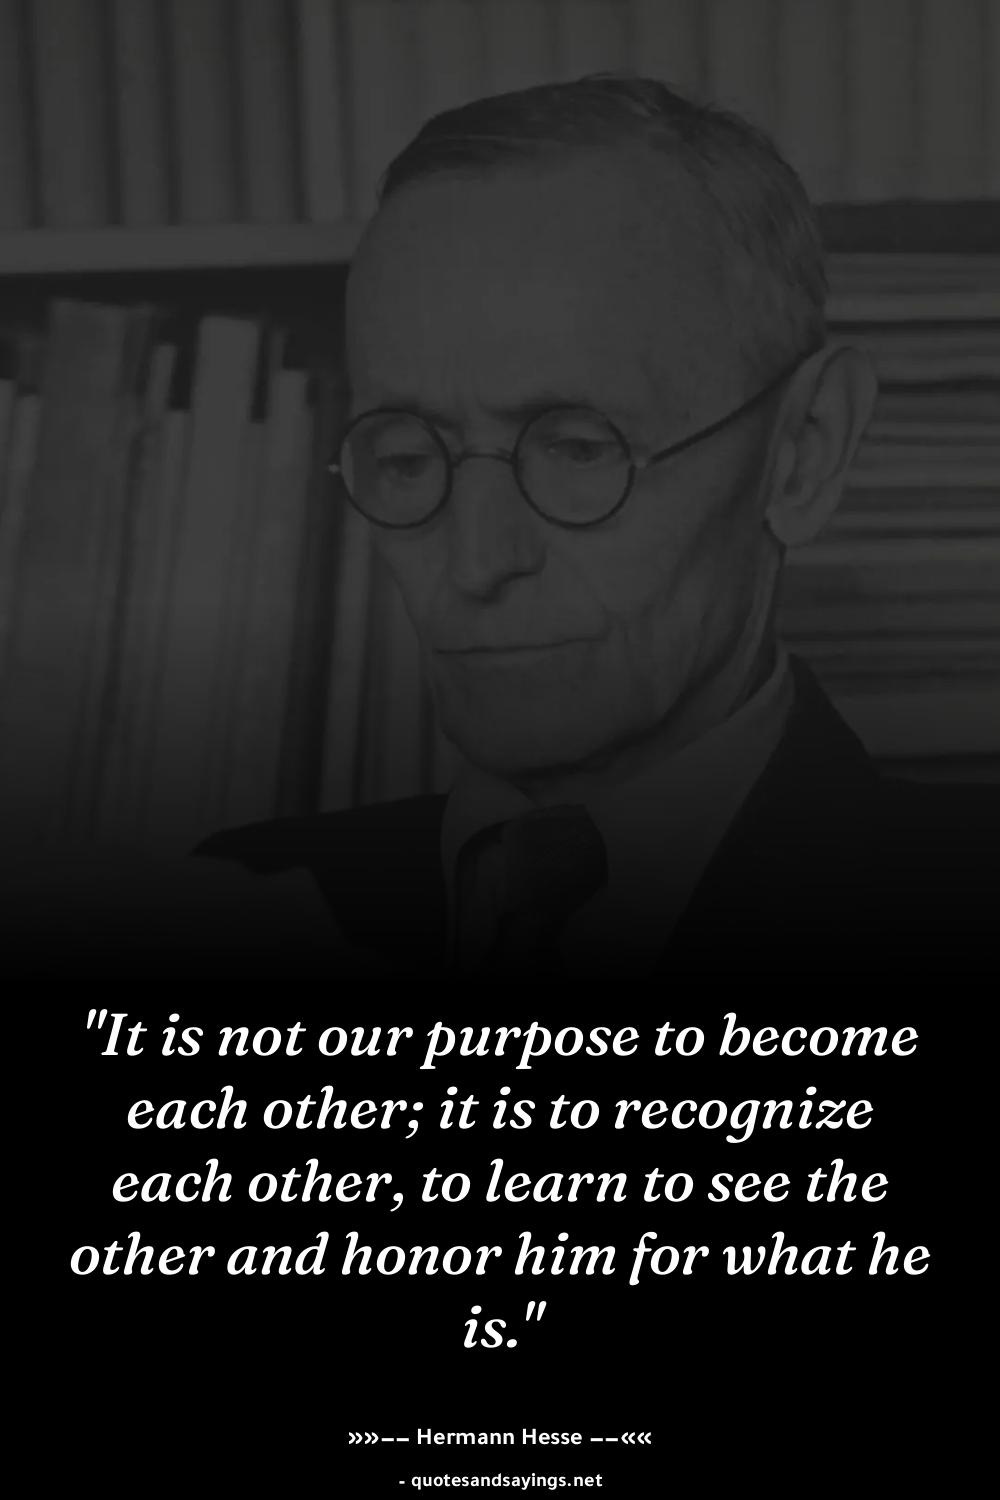 "It is not our purpose to become
each other; it is to recognize
each other, to learn to see the
other and honor him for what he
is."
»»–– Hermann Hesse ––««
- quotesandsayings.net